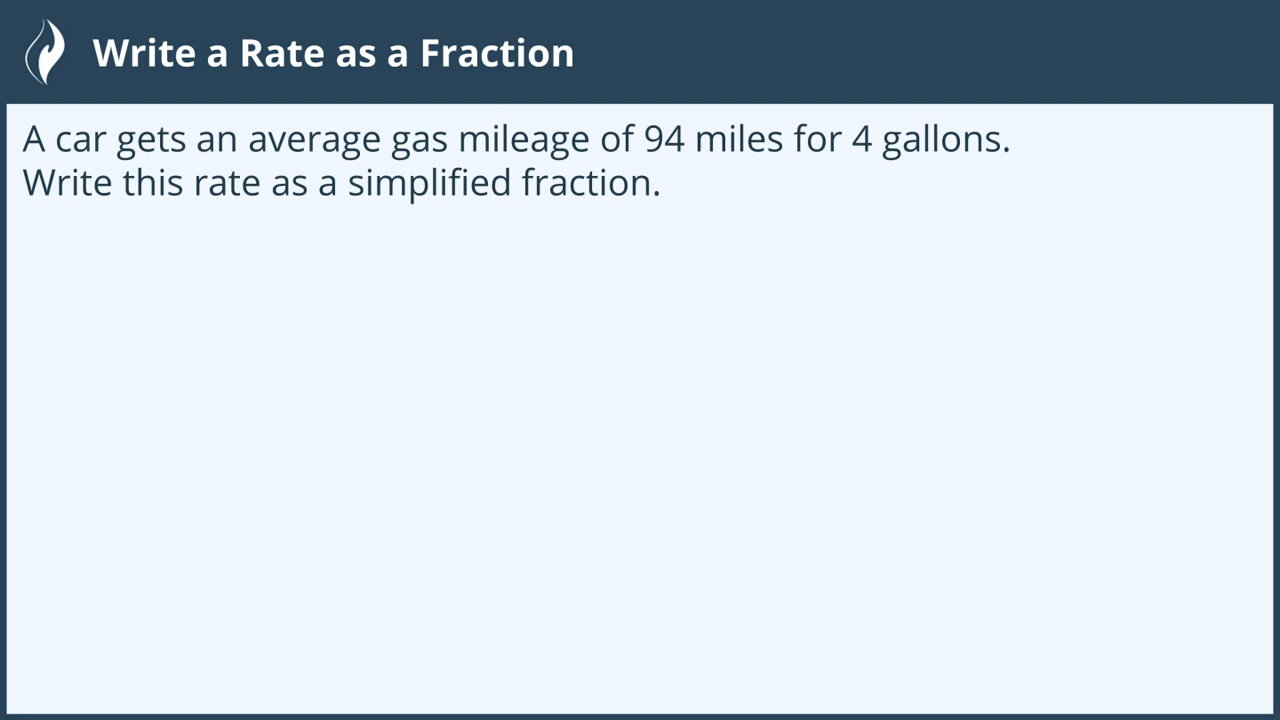 Write a Rate as a Fraction
A car gets an average gas mileage of 94 miles for 4 gallons.
Write this rate as a simplified fraction.